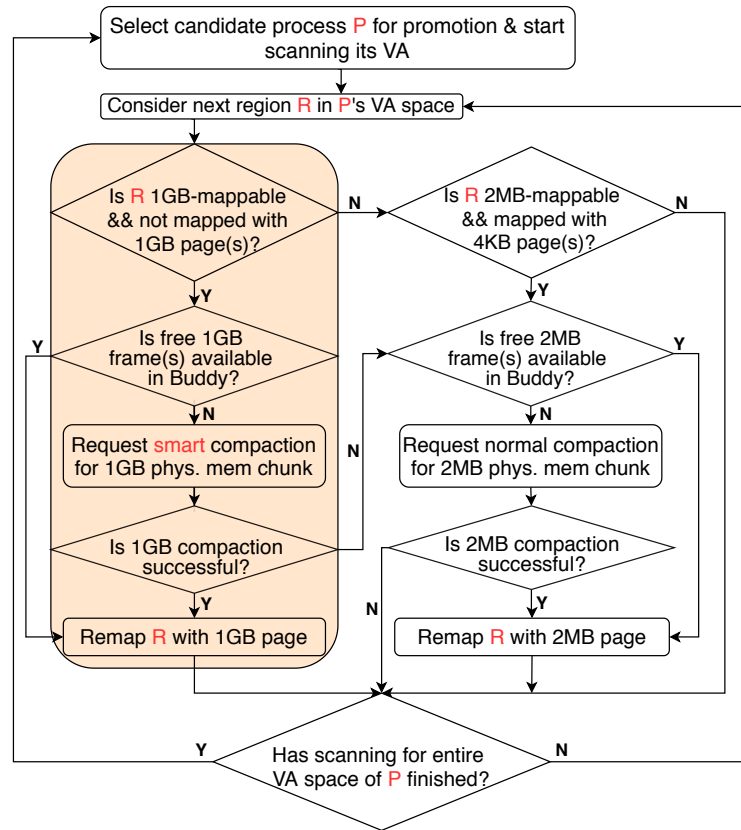 Select candidate process P for promotion & start
scanning its VA
Consider next region R in P's VA space
Is R 1GB-mappable
&& not mapped with
1GB page(s)?
N
Is R 2MB-mappable
&& mapped with
4KB page(s)?
N
Y
Y
Y
Is free 1GB
frame(s) available
in Buddy?
Is free 2MB
frame(s) available
in Buddy?
Y
N
N
Request smart compaction
for 1GB phys. mem chunk
N
Request normal compaction
for 2MB phys. mem chunk
Is 1GB compaction
successful?
Is 2MB compaction
successful?
Y
N
Y
Remap R with 1GB page
Remap R with 2MB page
Y
Has scanning for entire
VA space of P finished?
N